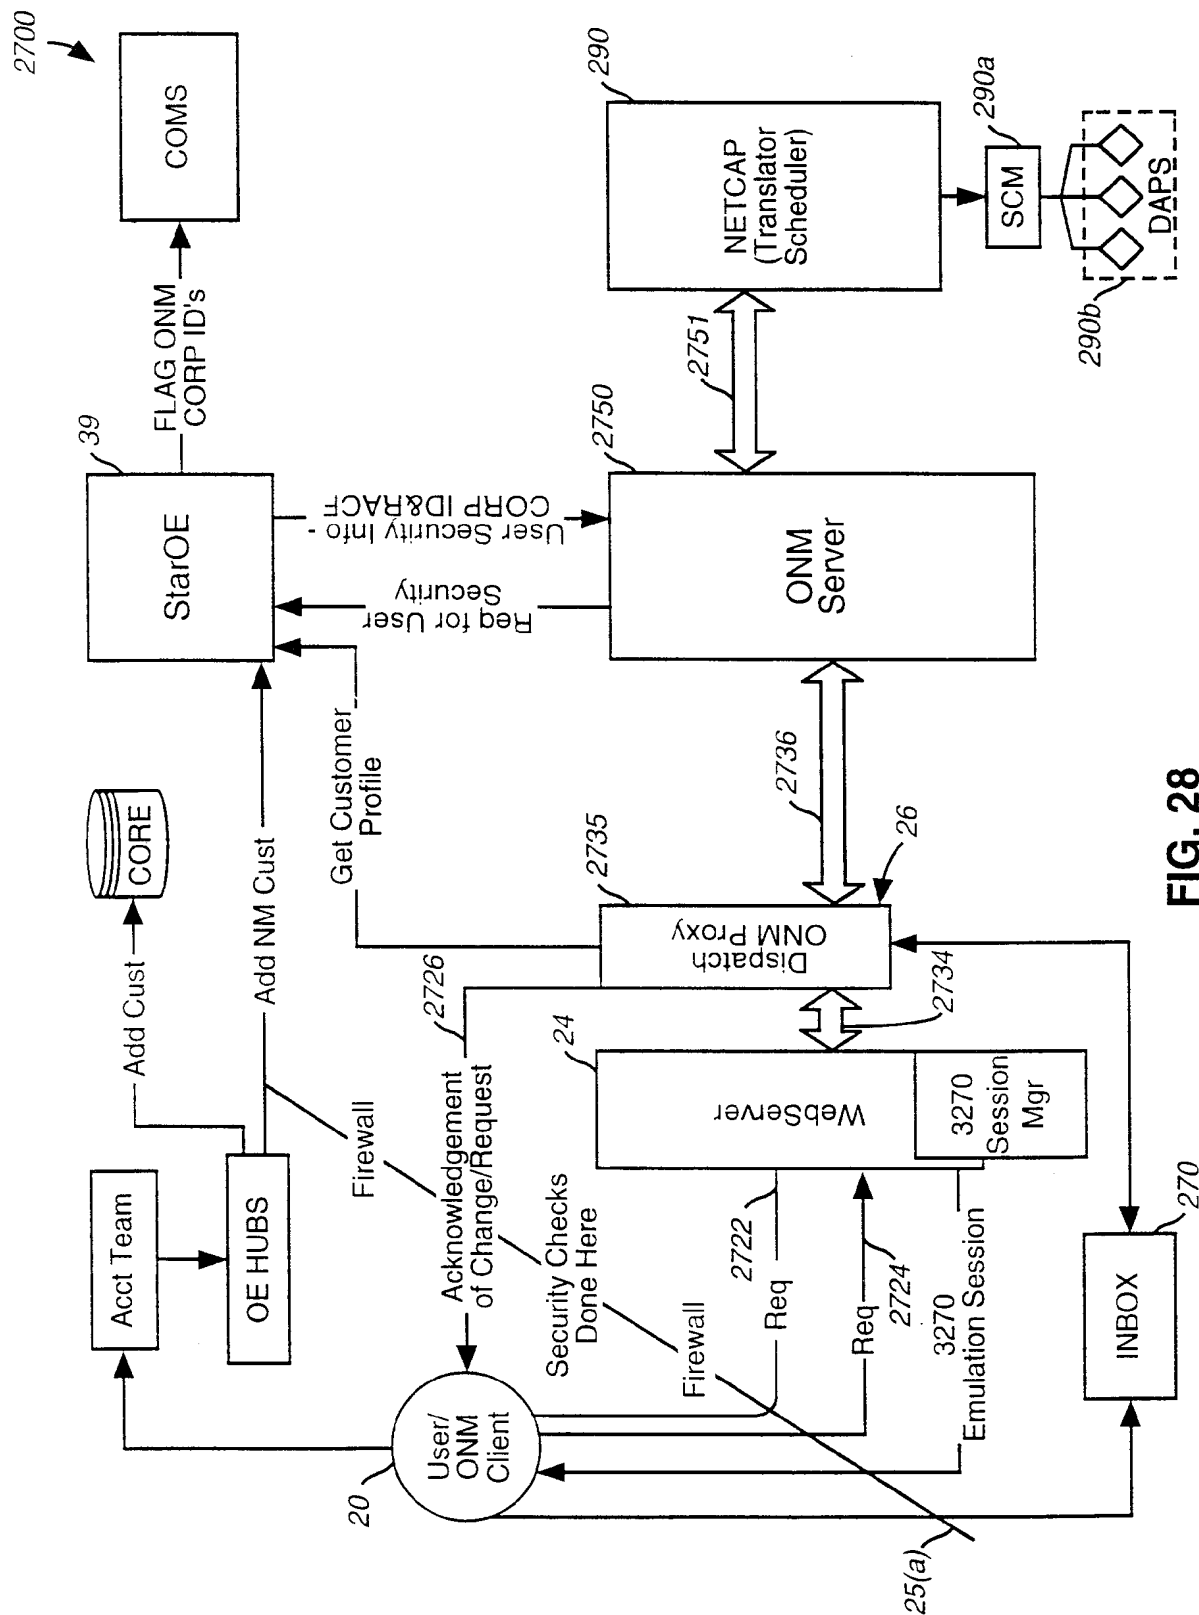 2700
COMS
FLAG ONM
CORP ID's
39
StarOE
CORE
Add Cust
Add NM Cust
Acct Team
OE HUBS
Firewall
Get Customer
Profile
Req for User
Security
User Security Info -
CORP ID&RACF
2726
Acknowledgement
of Change/Request
Security Checks
Done Here
20
User/
ONM
Client
Firewall
25(a)
Req
2722
Req
2724
3270
Emulation Session
24
WebServer
3270
Session
Mgr
2734
2735
Dispatch
ONM Proxy
26
2736
2750
ONM
Server
2751
290
NETCAP
(Translator
Scheduler)
290a
SCM
DAPS
290b
270
INBOX
FIG. 28